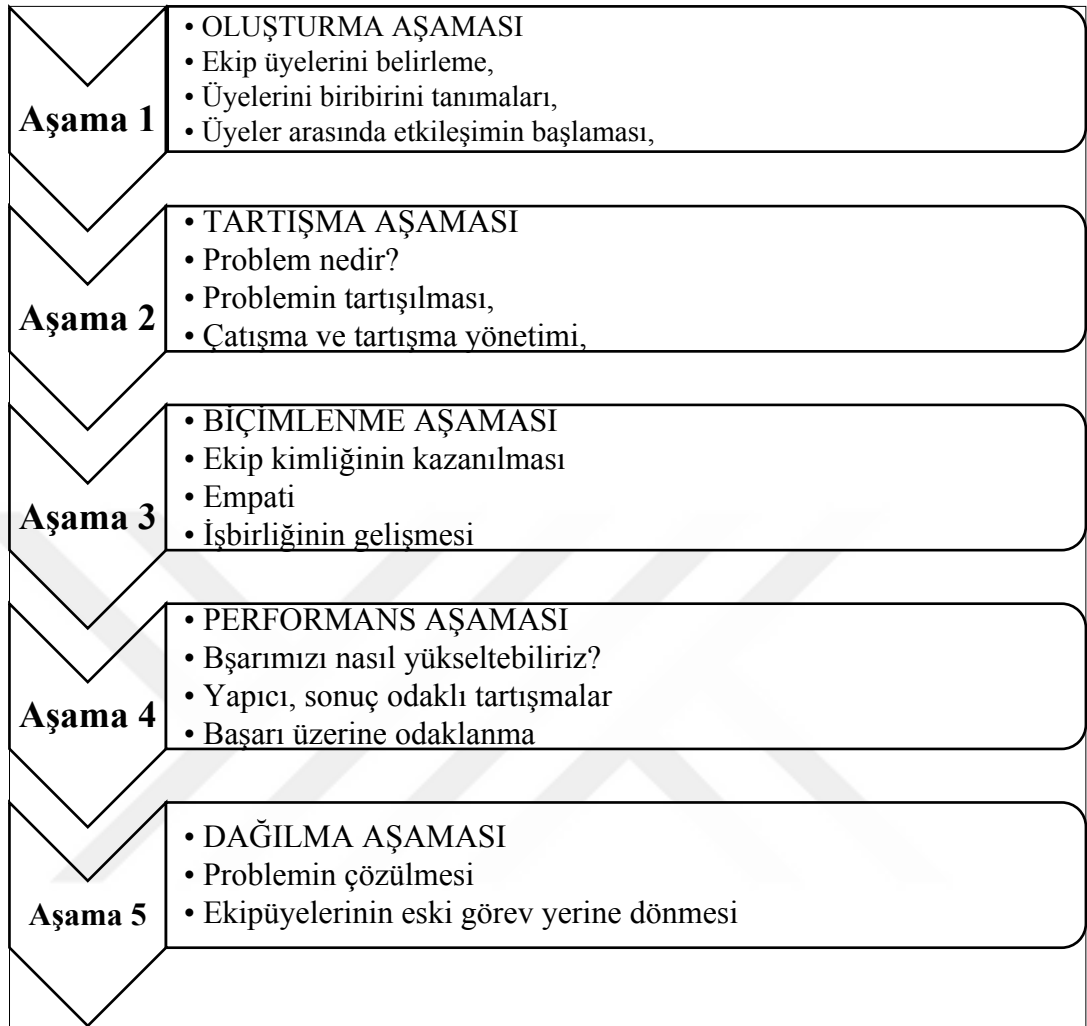 Aşama 1
• OLUŞTURMA AŞAMASI
• Ekip üyelerini belirleme,
• Üyelerini biribirini tanımaları,
• Üyeler arasında etkileşimin başlaması,
Aşama 2
• TARTIŞMA AŞAMASI
• Problem nedir?
• Problemin tartışılması,
• Çatışma ve tartışma yönetimi,
Aşama 3
• BİÇİMLENME AŞAMASI
• Ekip kimliğinin kazanılması
• Empati
• İşbirliğinin gelişmesi
Aşama 4
• PERFORMANS AŞAMASI
• Bşarımızı nasıl yükseltebiliriz?
• Yapıcı, sonuç odaklı tartışmalar
• Başarı üzerine odaklanma
Aşama 5
• DAĞILMA AŞAMASI
• Problemin çözülmesi
• Ekipüyelerinin eski görev yerine dönmesi